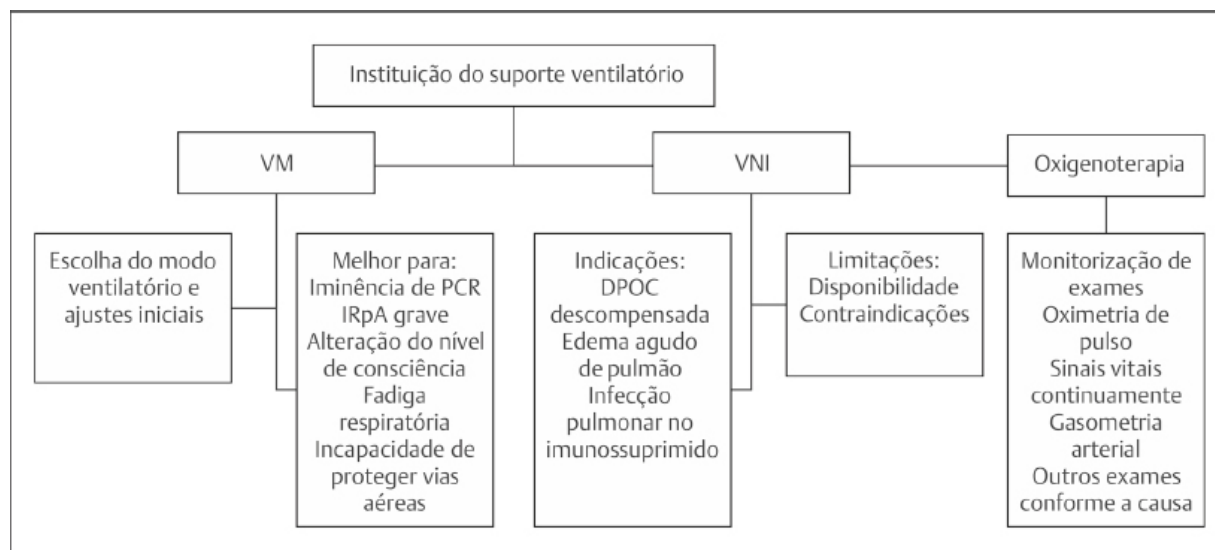 Instituição do suporte ventilatório
VM
VNI
Oxigenoterapia
Escolha do modo
ventilatório e
ajustes iniciais
Melhor para:
Iminência de PCR
IRpA grave
Alteração do nível
de consciência
Fadiga
respiratória
Incapacidade de
proteger vias
aéreas
Indicações:
DPOC
descompensada
Edema agudo
de pulmão
Infecção
pulmonar no
imunossuprimido
Limitações:
Disponibilidade
Contraindicações
Monitorização de
exames
Oximetria de
pulso
Sinais vitais
continuamente
Gasometria
arterial
Outros exames
conforme a causa